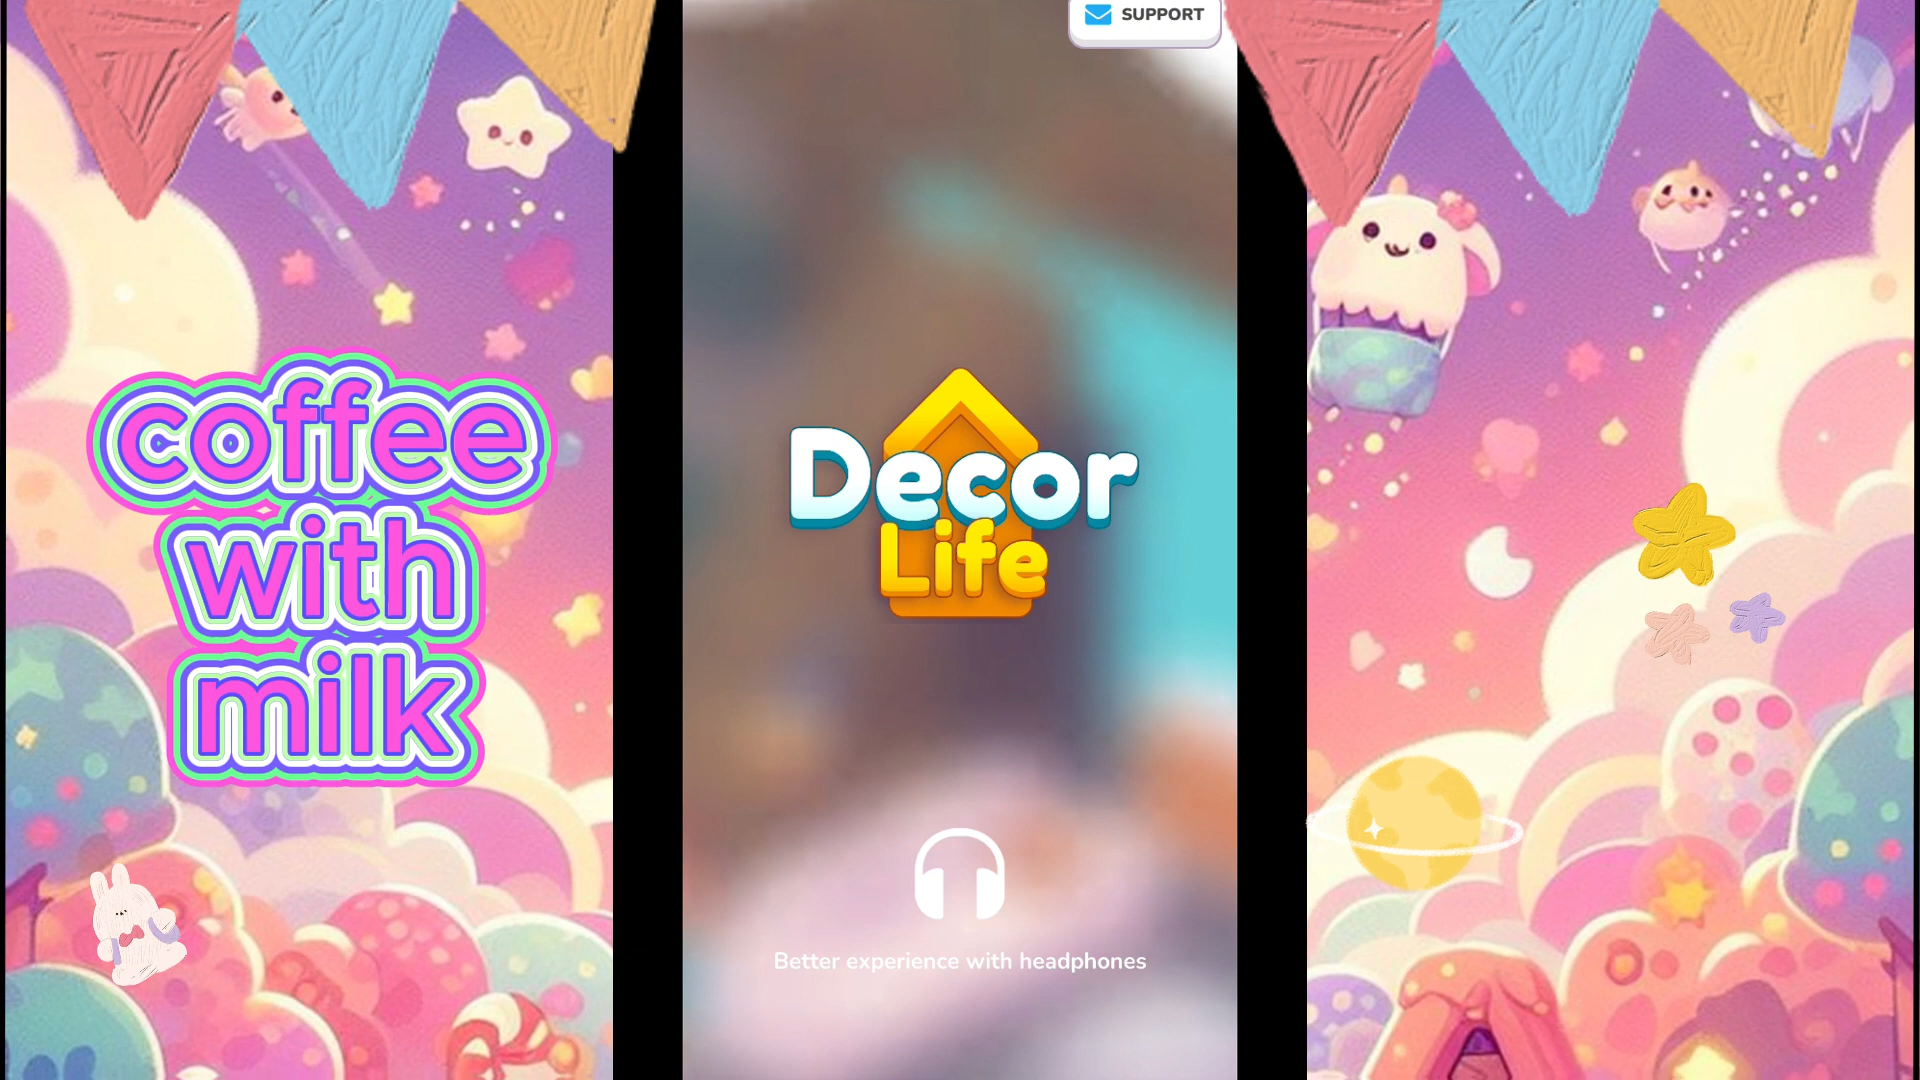 SUPPORT
coffee
with
milk
Decor
Life
Better experience with headphones